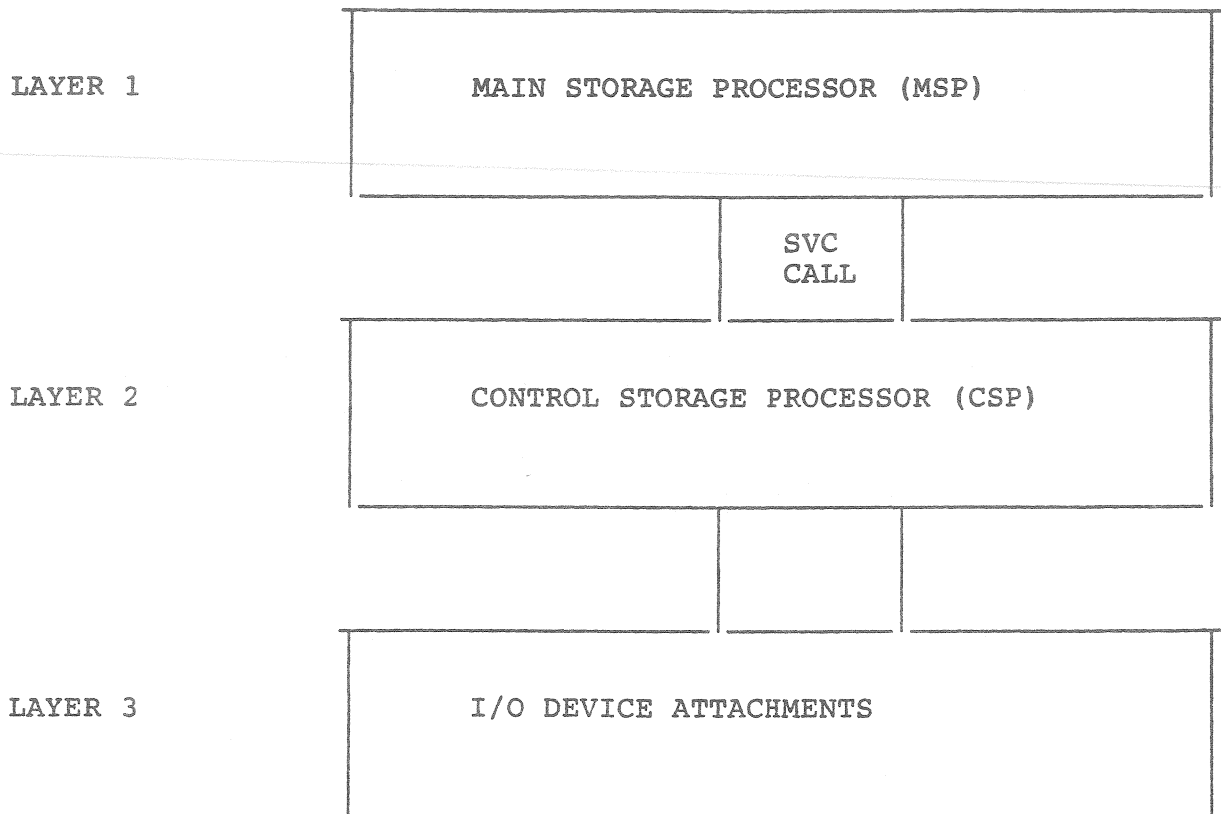 LAYER 1
MAIN STORAGE PROCESSOR (MSP)
SVC
CALL
LAYER 2
CONTROL STORAGE PROCESSOR (CSP)
LAYER 3
I/O DEVICE ATTACHMENTS